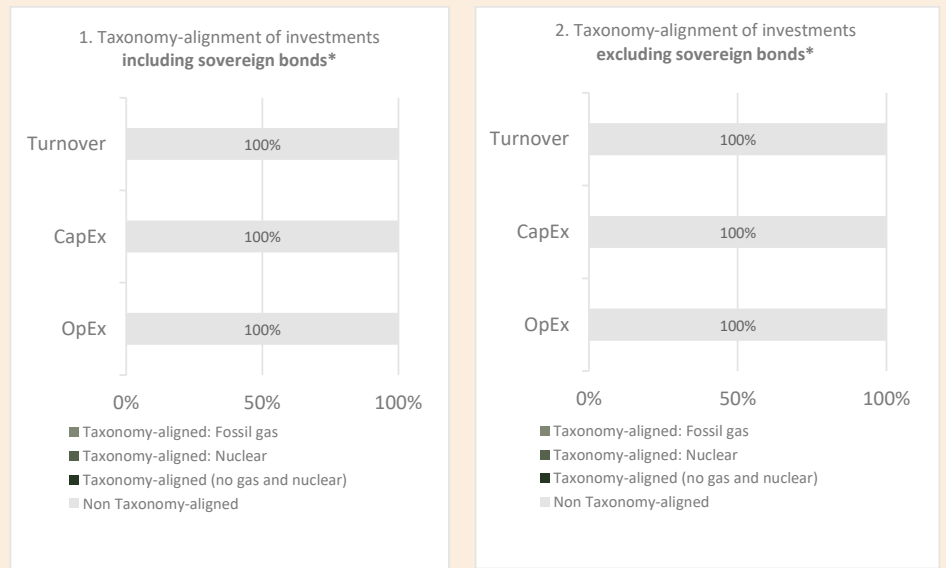 1. Taxonomy-alignment of investments
including sovereign bonds*
Turnover
100%
CapEx
100%
OpEx
100%
0% 50% 100%
Taxonomy-aligned: Fossil gas
Taxonomy-aligned: Nuclear
Taxonomy-aligned (no gas and nuclear)
Non Taxonomy-aligned
2. Taxonomy-alignment of investments
excluding sovereign bonds*
Turnover
100%
CapEx
100%
OpEx
100%
0% 50% 100%
Taxonomy-aligned: Fossil gas
Taxonomy-aligned: Nuclear
Taxonomy-aligned (no gas and nuclear)
Non Taxonomy-aligned